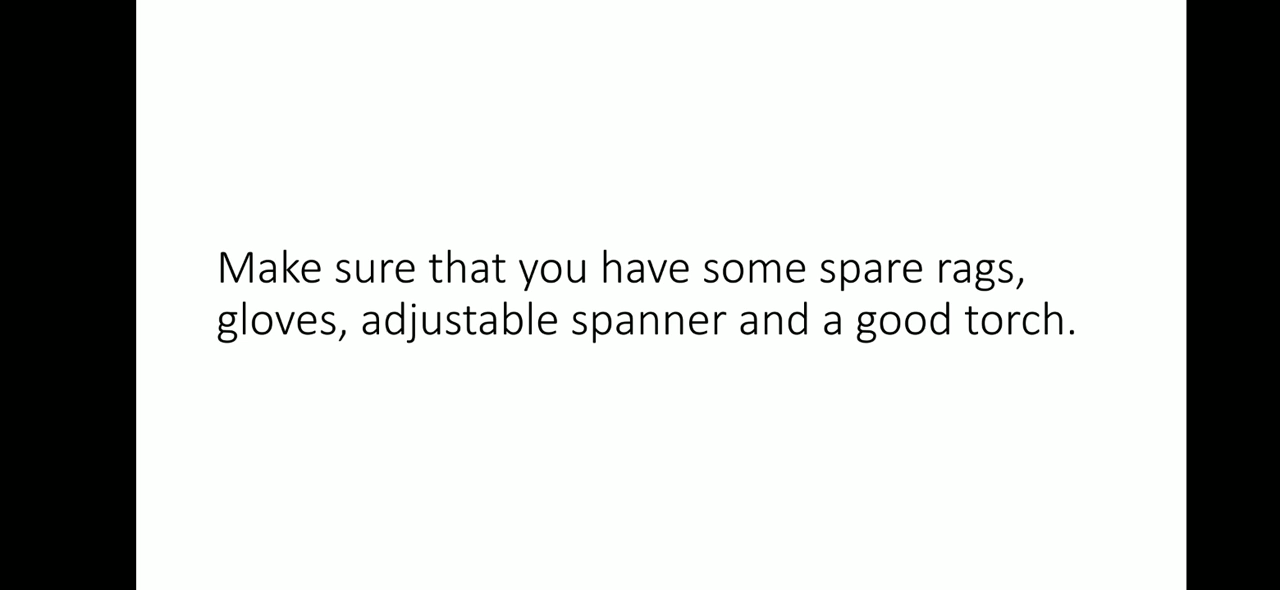 Make sure that you have some spare rags,
gloves, adjustable spanner and a good torch.